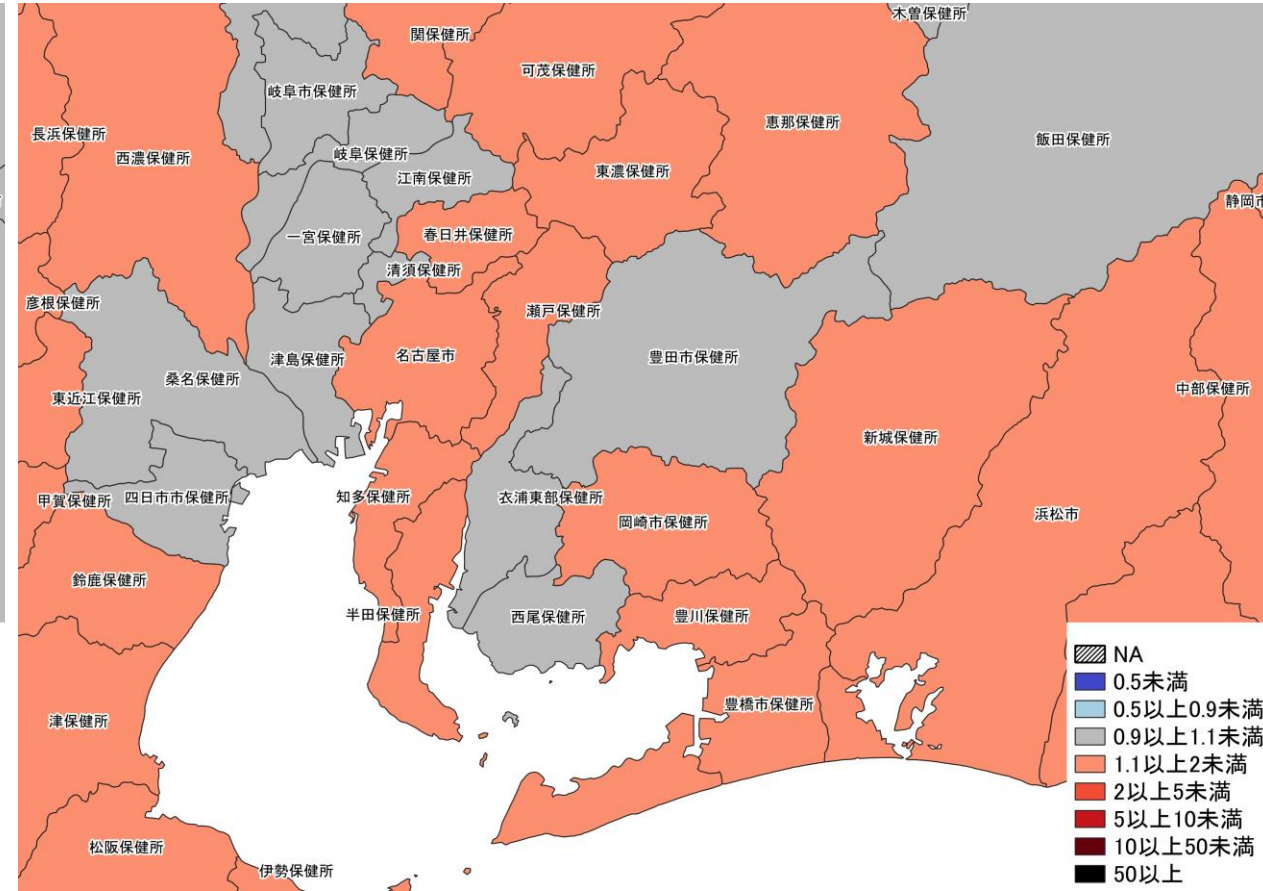 木曽保健所
関保健所
可茂保健所
岐阜市保健所
恵那保健所
長浜保健所
飯田保健所
西濃保健所
岐阜保健所
東濃保健所
江南保健所
静岡市
一宮保健所
春日井保健所
清須保健所
彦根保健所
瀬戸保健所
津島保健所
名古屋市
豊田市保健所
桑名保健所
東近江保健所
中部保健所
新城保健所
甲賀保健所
四日市市保健所
知多保健所
衣浦東部保健所
岡崎市保健所
浜松市
鈴鹿保健所
半田保健所
西尾保健所
豊川保健所
津保健所
豊橋市保健所
松阪保健所
伊勢保健所
NA
0.5未満
0.5以上0.9未満
0.9以上1.1未満
1.1以上2未満
2以上5未満
5以上10未満
10以上50未満
50以上